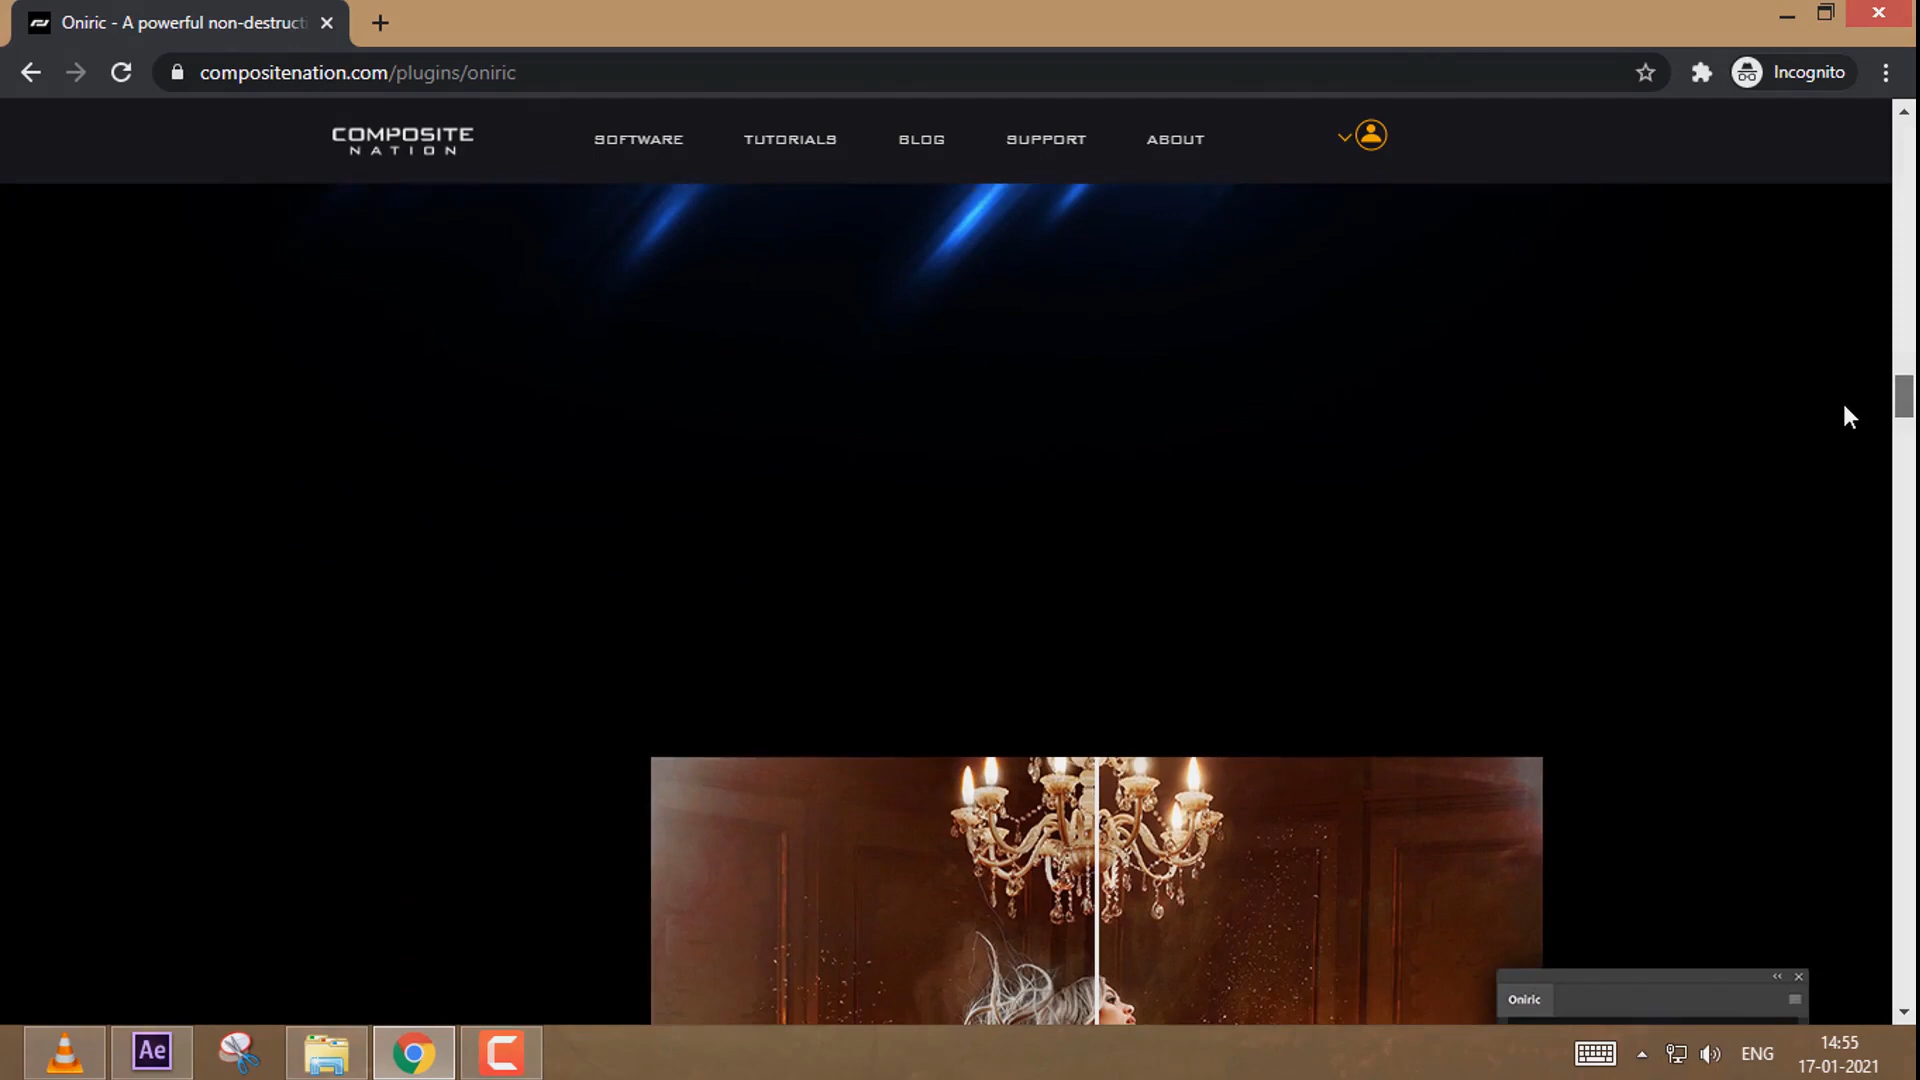 Oniric - A powerful non-destruct
compositenation.com/plugins/oniric
Incognito
COMPOSITE
NATION
SOFTWARE
TUTORIALS
BLOG
SUPPORT
ABOUT
Oniric
Ae
ENG
14:55
17-01-2021